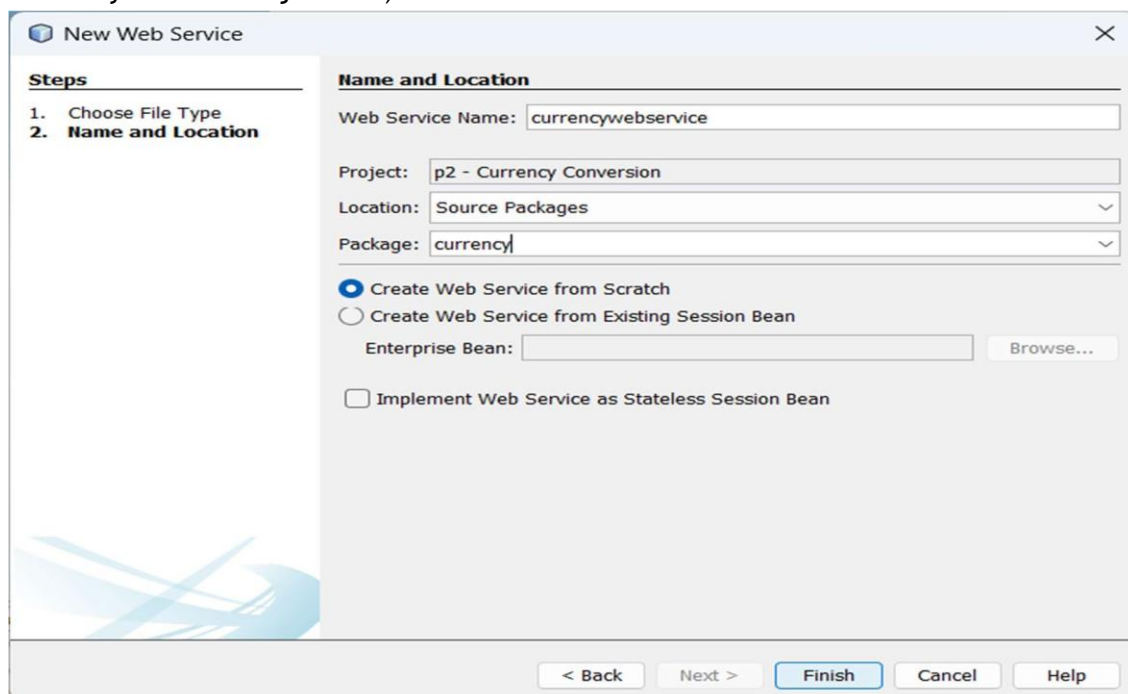 New Web Service
Steps
1. Choose File Type
2. Name and Location
Name and Location
Web Service Name: currencywebservice
Project: p2 - Currency Conversion
Location: Source Packages
Package: currency
Create Web Service from Scratch
Create Web Service from Existing Session Bean
Enterprise Bean: Browse...
Implement Web Service as Stateless Session Bean
< Back Next > Finish Cancel Help